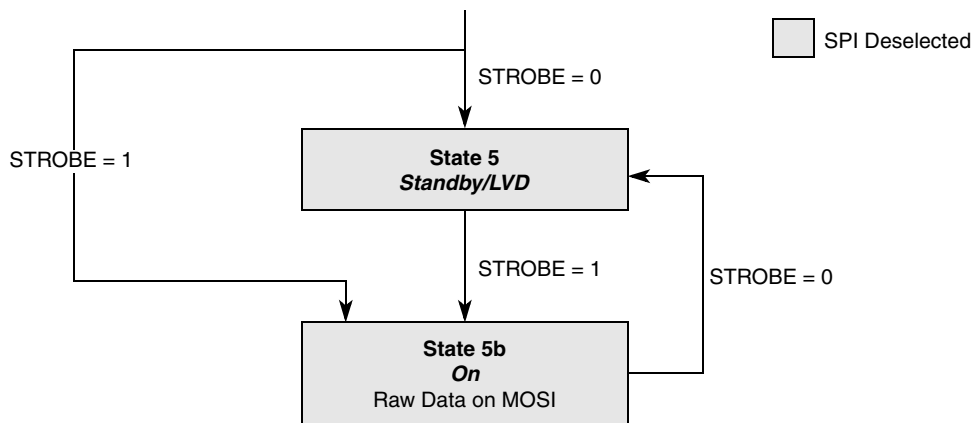 SPI Deselected
STROBE = 0
STROBE = 1
State 5
Standby/LVD
STROBE = 1
STROBE = 0
State 5b
On
Raw Data on MOSI